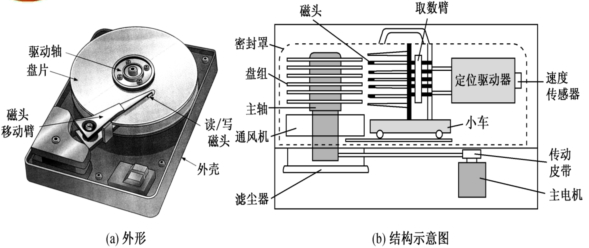 驱动轴
盘片
磁头
移动臂
读/写
磁头
外壳
(a) 外形
磁头
取数臂
密封罩
盘组
主轴
通风机
滤尘器
定位驱动器
速度
传感器
小车
传动
皮带
主电机
(b) 结构示意图